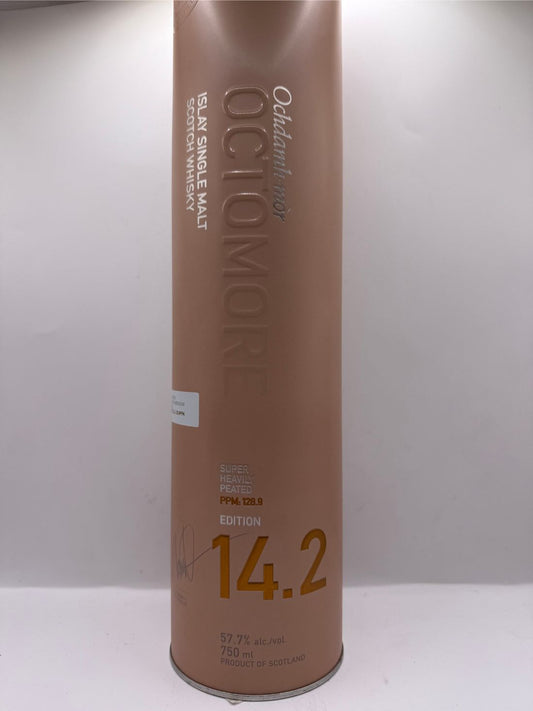 Ochdamh-mòr
OCTOMORE
ISLAY SINGLE MALT
SCOTCH WHISKY
SUPER
HEAVILY
PEATED
PPM: 128.9
EDITION
14.2
57.7% alc./vol.
750 ml
PRODUCT OF SCOTLAND